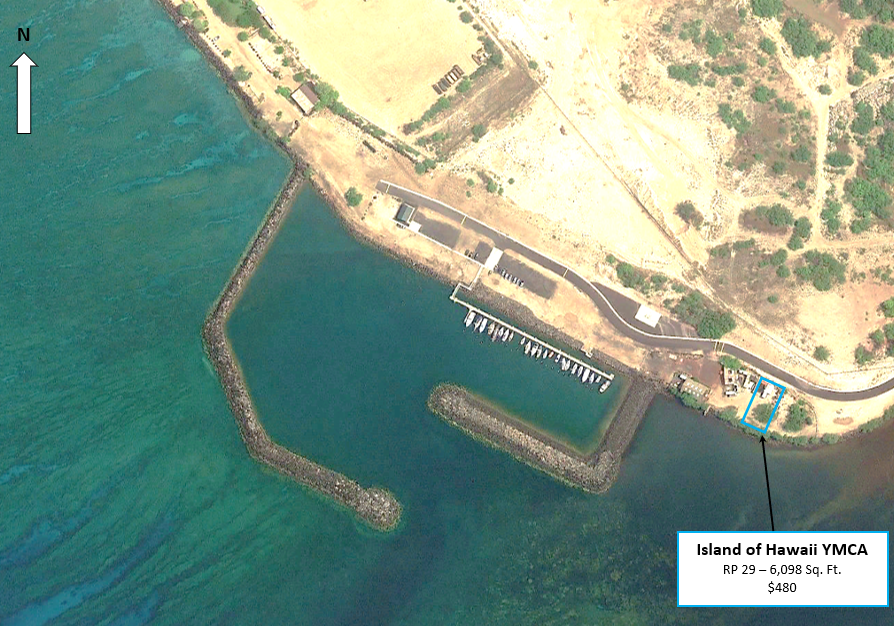 N
Island of Hawaii YMCA
RP 29 – 6,098 Sq. Ft.
$480